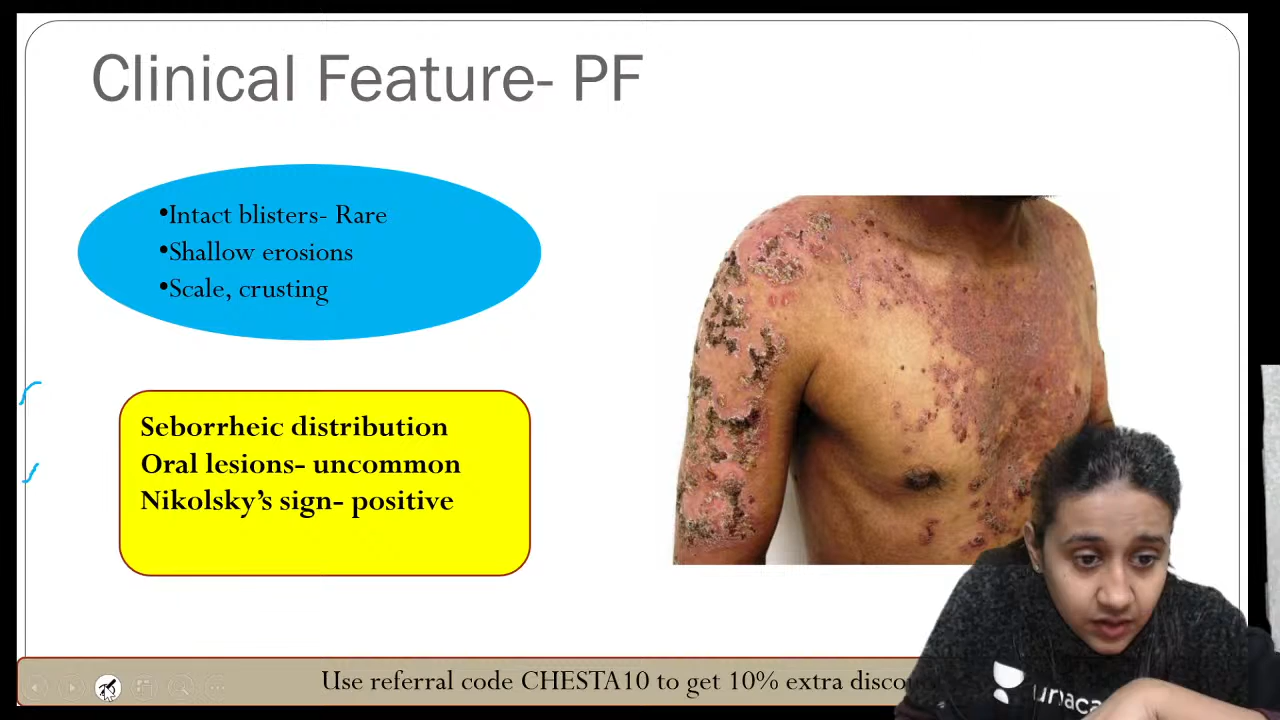 Clinical Feature- PF
•Intact blisters- Rare
•Shallow erosions
•Scale, crusting
Seborrheic distribution
Oral lesions- uncommon
Nikolsky’s sign- positive
Use referral code CHESTA10 to get 10% extra disco